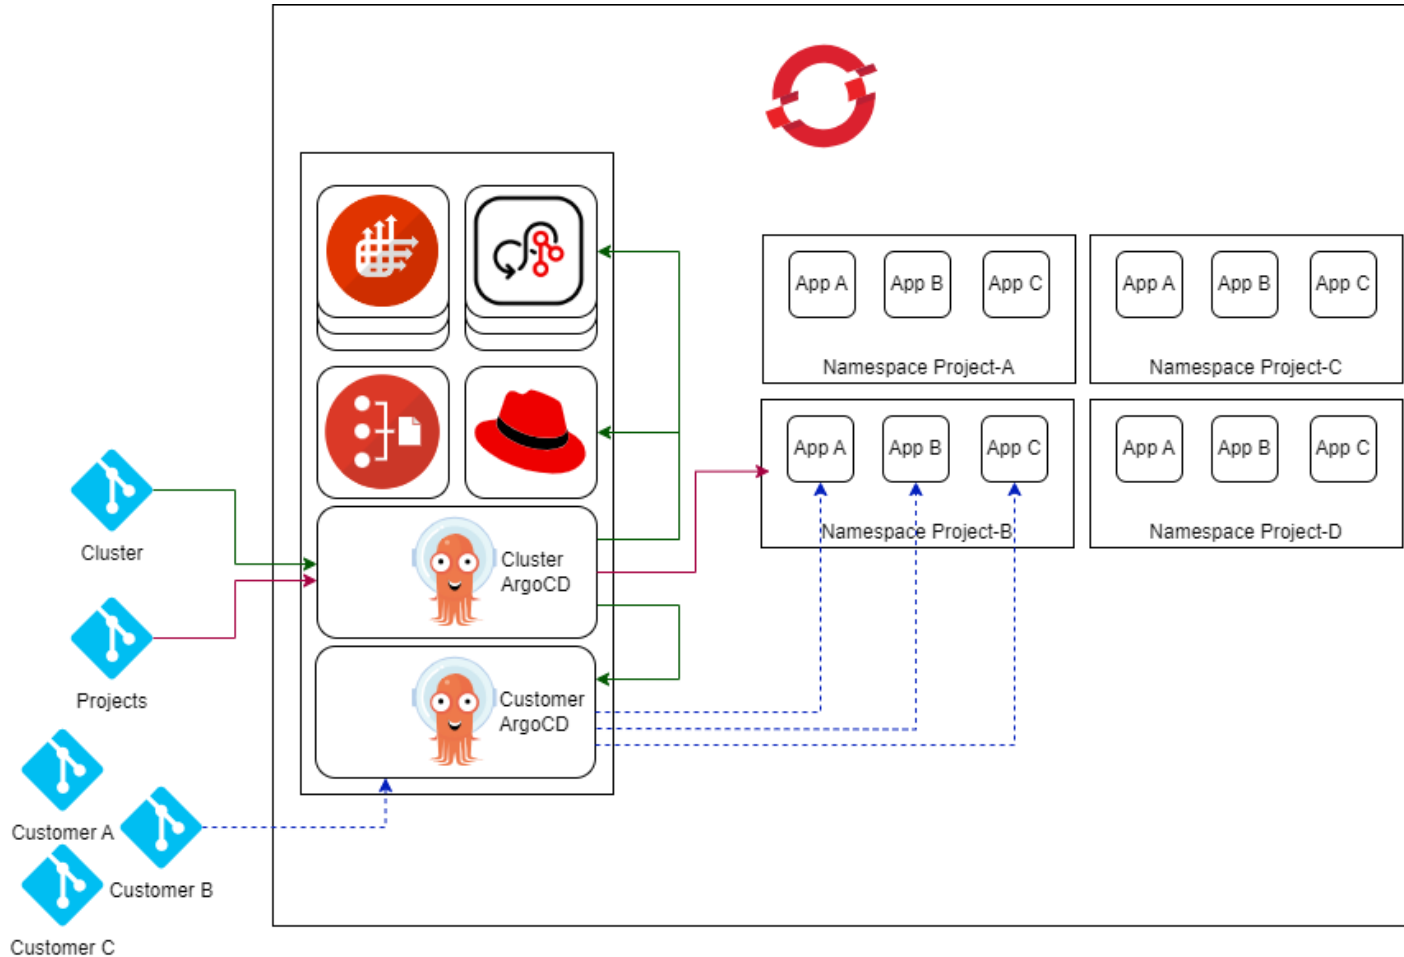 App A
App B
App C
Namespace Project-A
App A
App B
App C
Namespace Project-C
App A
App B
App C
Namespace Project-B
App A
App B
App C
Namespace Project-D
Cluster
Projects
Cluster
ArgoCD
Customer
ArgoCD
Customer A
Customer B
Customer C